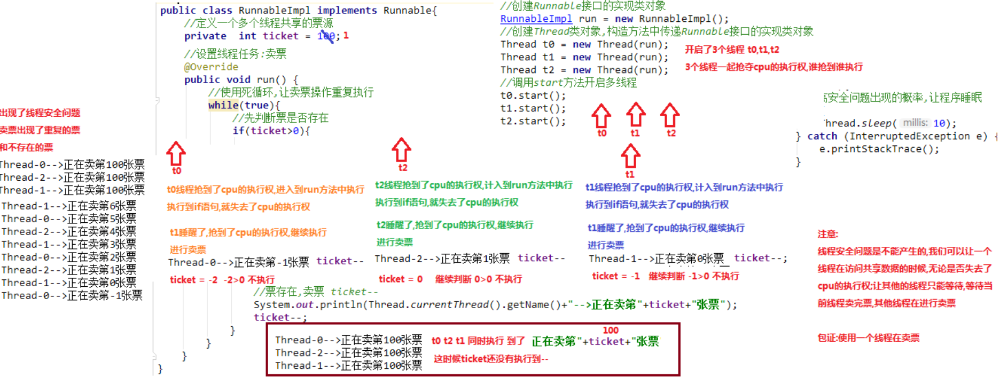 public class RunnableImpl implements Runnable{
//定义一个多个线程共享的票源
private int ticket = 100; 1
//设置线程任务:卖票
@Override
public void run() {
//使用死循环,让卖票操作重复执行
while(true){
//先判断票是否存在
if(ticket>0){
//创建Runnable接口的实现类对象
RunnableImpl run = new RunnableImpl();
//创建Thread类对象,构造方法中传递Runnable接口的实现类对象
Thread t0 = new Thread(run);
Thread t1 = new Thread(run);
Thread t2 = new Thread(run);
//调用start方法开启多线程
t0.start();
t1.start();
t2.start();
开启了3个线程 t0,t1,t2
3个线程一起抢夺cpu的执行权,谁抢到谁执行
t0
t1
t2
安全问题出现的概率,让程序睡眠
hread.sleep( millis: 10);
} catch (InterruptedException e) {
e.printStackTrace();
}
出现了线程安全问题
卖票出现了重复的票
和不存在的票
Thread-0-->正在卖第100张票
Thread-2-->正在卖第100张票
Thread-1-->正在卖第100张票
Thread-1-->正在卖第6张票
Thread-0-->正在卖第5张票
Thread-2-->正在卖第4张票
Thread-1-->正在卖第3张票
Thread-0-->正在卖第2张票
Thread-2-->正在卖第1张票
Thread-1-->正在卖第0张票
Thread-0-->正在卖第-1张票
t0
t0线程抢到了cpu的执行权,进入到run方法中执行
执行到if语句,就失去了cpu的执行权
t1睡醒了,抢到了cpu的执行权,继续执行
进行卖票
Thread-0-->正在卖第-1张票 ticket--
ticket = -2 -2>0 不执行
t2
t2线程抢到了cpu的执行权,计入到run方法中执行
执行到if语句,就失去了cpu的执行权
t2睡醒了,抢到了cpu的执行权,继续执行
进行卖票
Thread-2-->正在卖第1张票 ticket--
ticket = 0 继续判断 0>0 不执行
t1
t1线程抢到了cpu的执行权,计入到run方法中执行
执行到if语句,就失去了cpu的执行权
t1睡醒了,抢到了cpu的执行权,继续执行
进行卖票
Thread-1-->正在卖第0张票 ticket--;
ticket = -1 继续判断 -1>0 不执行
注意:
线程安全问题是不能产生的,我们可以让一个
线程在访问共享数据的时候,无论是否失去了
cpu的执行权;让其他的线程只能等待,等待当
前线程卖完票,其他线程在进行卖票
包证:使用一个线程在卖票
//票存在,卖票 ticket--
System.out.println(Thread.currentThread().getName()+"-->正在卖第"+ticket+"张票");
ticket--;
}
}
}
}
100
Thread-0-->正在卖第100张票 t0 t2 t1 同时执行 到了 正在卖第"+ticket+"张票
Thread-2-->正在卖第100张票 这时候ticket还没有执行到--
Thread-1-->正在卖第100张票